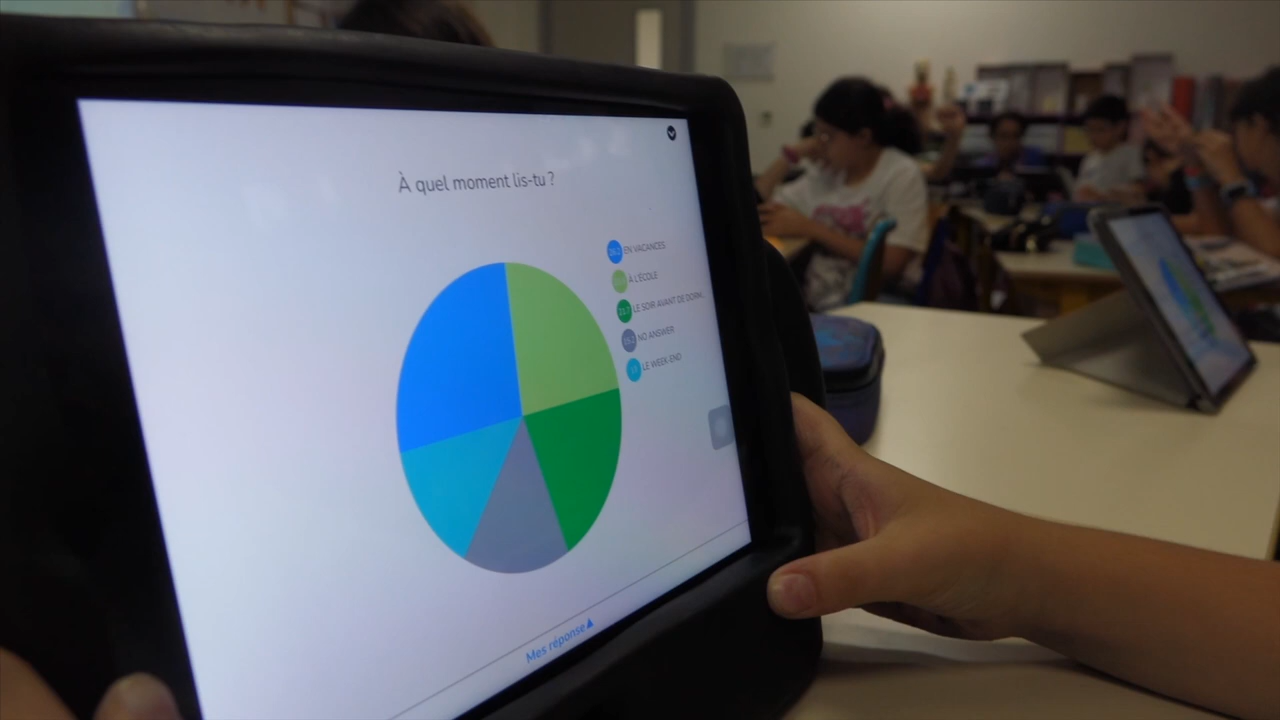 À quel moment lis-tu ?
EN VACANCES
À L'ÉCOLE
LE SOIR AVANT DE DORM...
NO ANSWER
LE WEEK-END
Mes réponse▲